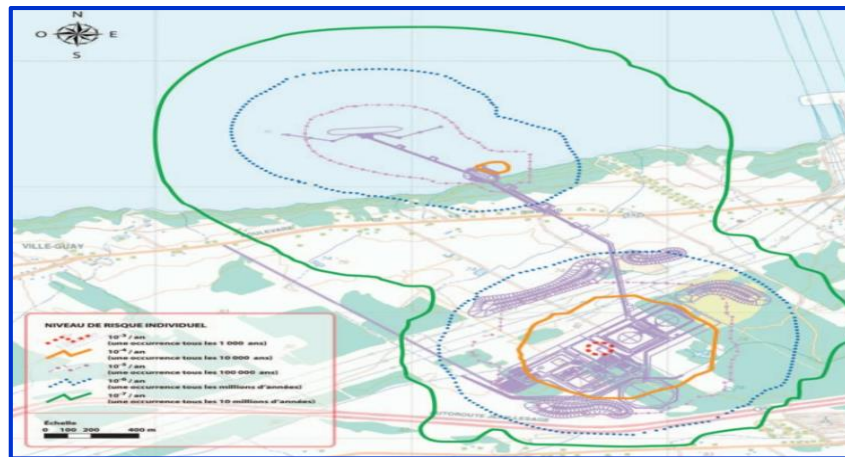 N
O E
S
VILLE-GUAY
NIVEAU DE RISQUE INDIVIDUEL
10⁻³ / an
(une occurrence tous les 1 000 ans)
10⁻⁴ / an
(une occurrence tous les 10 000 ans)
10⁻⁵ / an
(une occurrence tous les 100 000 ans)
10⁻⁶ / an
(une occurrence tous les millions d'années)
10⁻⁷ / an
(une occurrence tous les 10 millions d'années)
Échelle
0 100 200 400 m